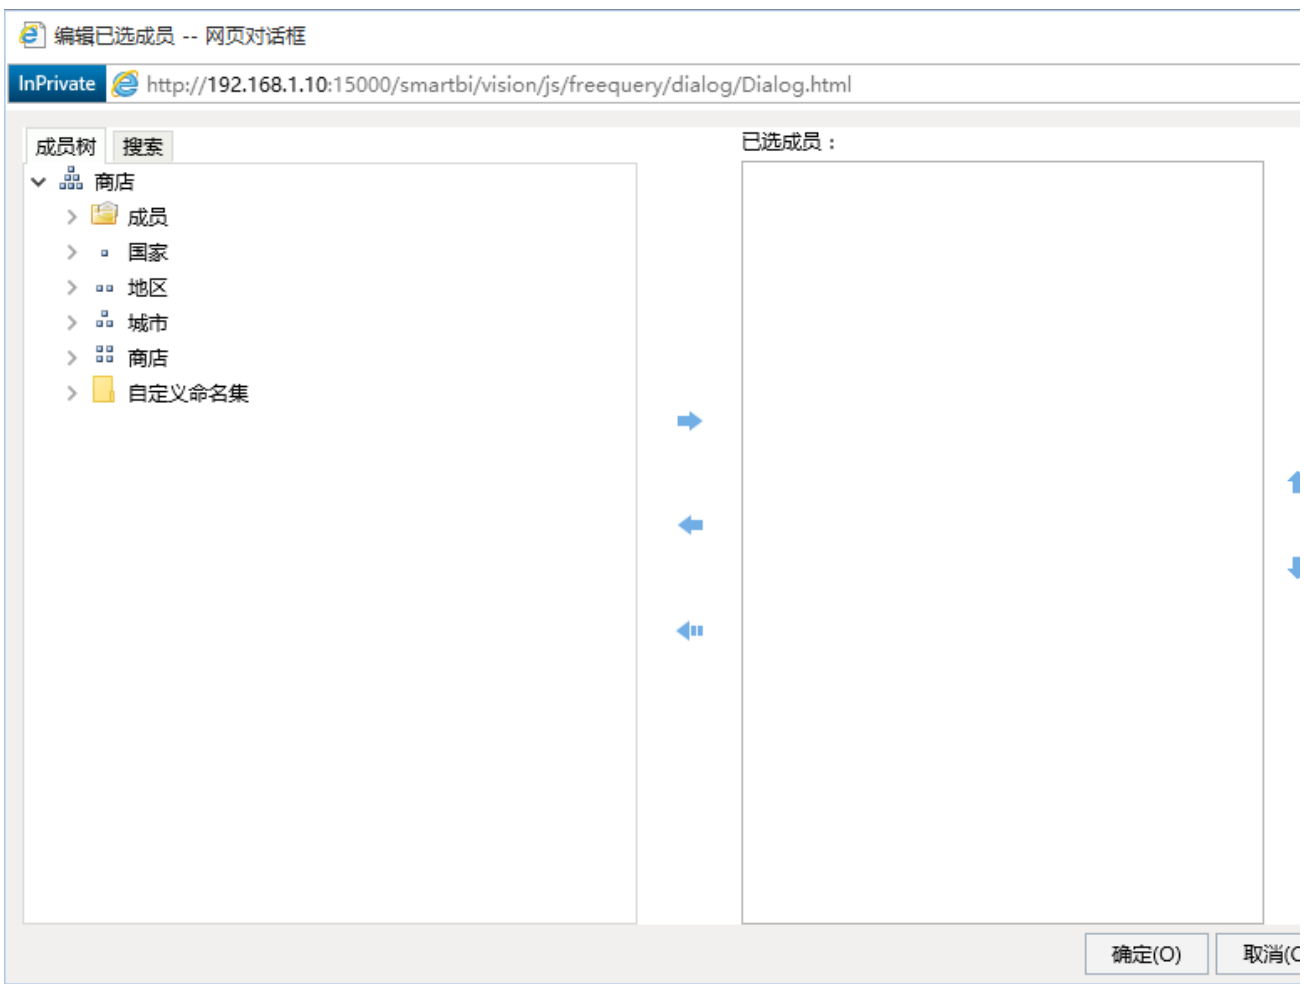 编辑已选成员 -- 网页对话框
InPrivate http://192.168.1.10:15000/smartbi/vision/js/freequery/dialog/Dialog.html
成员树 搜索
已选成员：
商店
成员
国家
地区
城市
商店
自定义命名集
确定(O) 取消(C